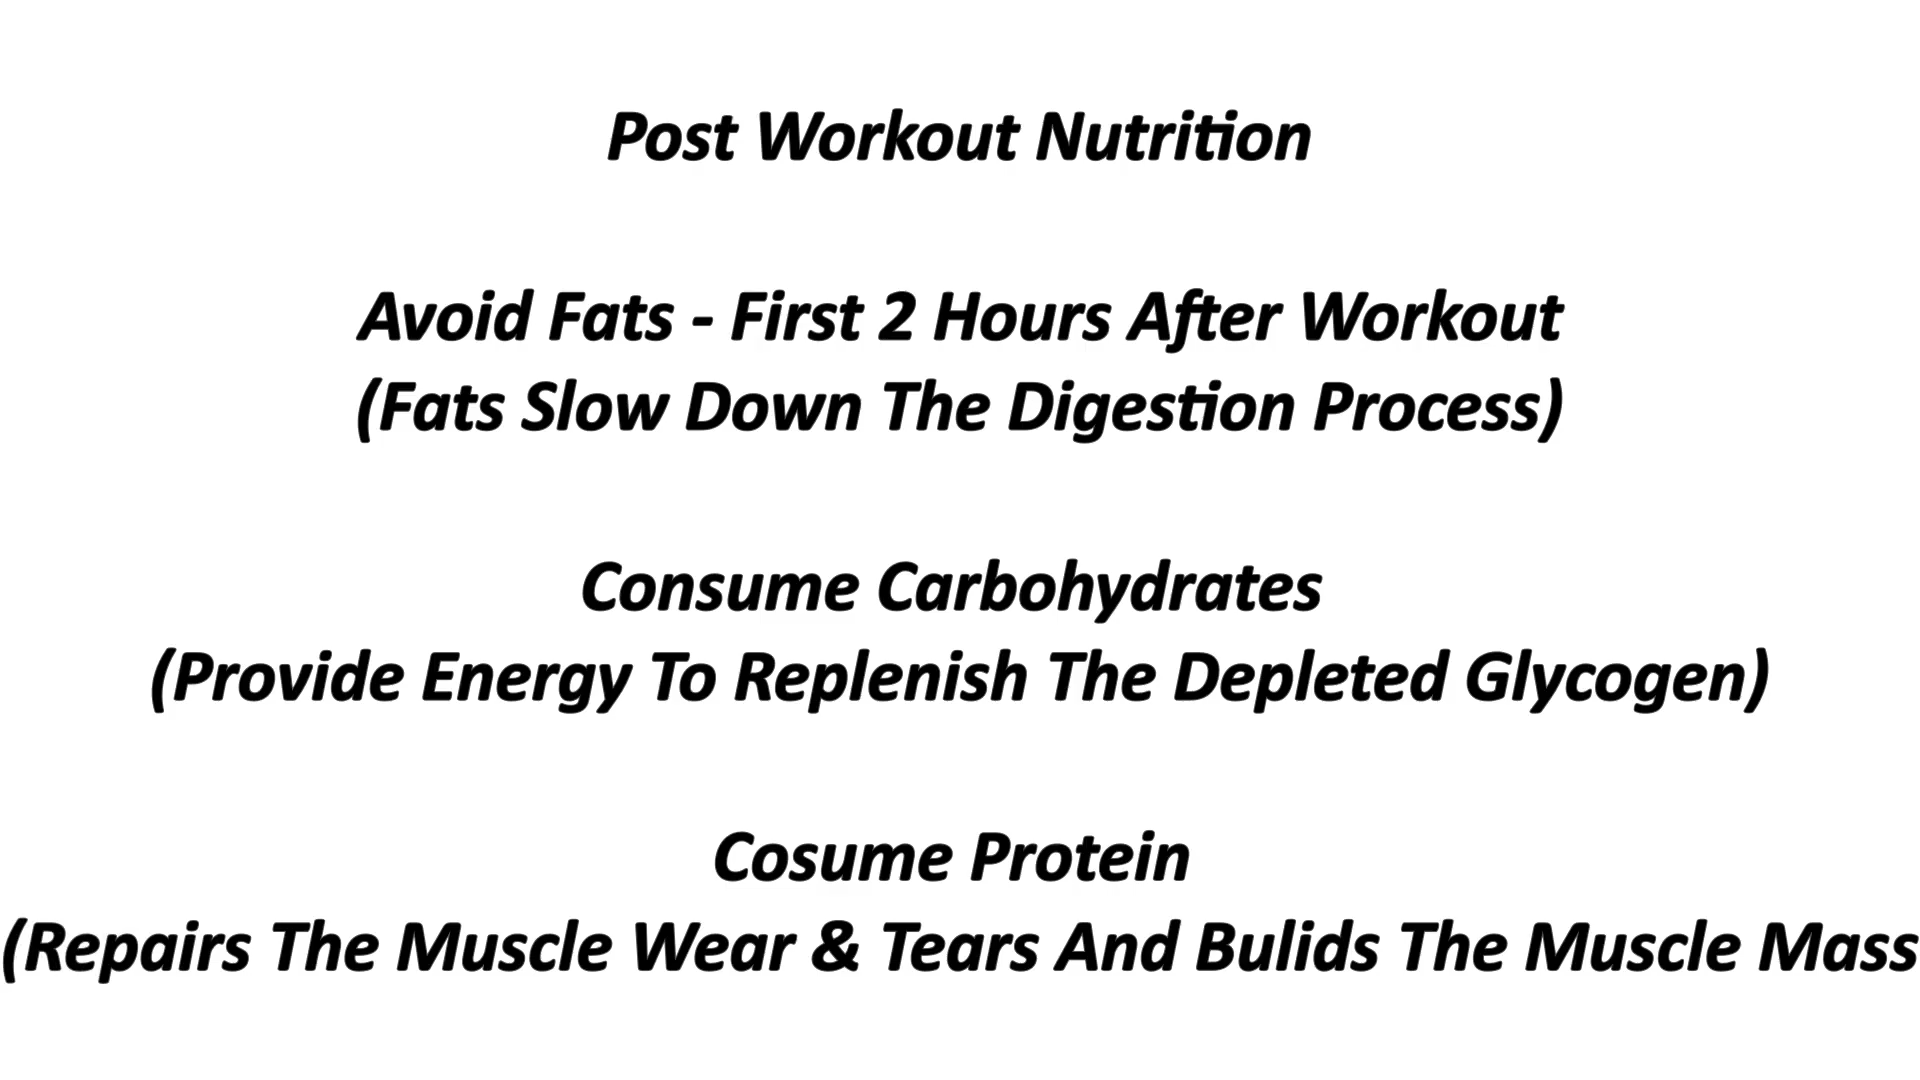 Post Workout Nutrition
Avoid Fats - First 2 Hours After Workout
(Fats Slow Down The Digestion Process)
Consume Carbohydrates
(Provide Energy To Replenish The Depleted Glycogen)
Cosume Protein
(Repairs The Muscle Wear & Tears And Bulids The Muscle Mass